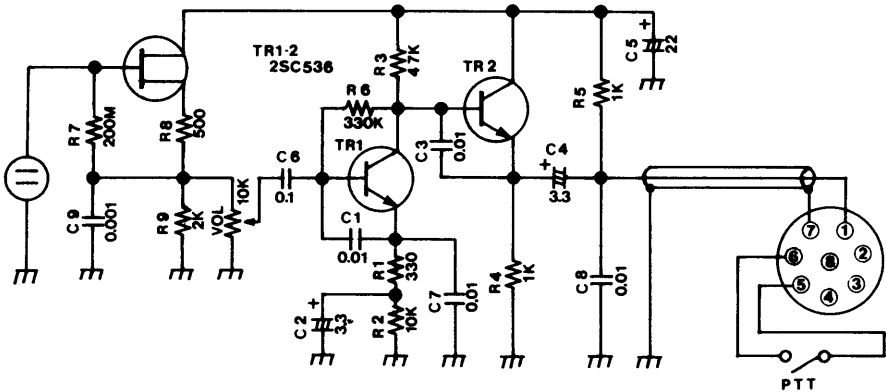 TR1-2
2SC536
R3
47K
TR2
C5
+
22
R7
200M
R8
500
R6
330K
R5
1K
C3
0.01
TR1
C6
0.1
+
C4
3.3
C9
0.001
R9
2K
VOL
10K
C1
0.01
R1
330
C7
0.01
R4
1K
C8
0.01
+
C2
3.3
R2
10K
7
1
6
8
2
5
4
3
PTT